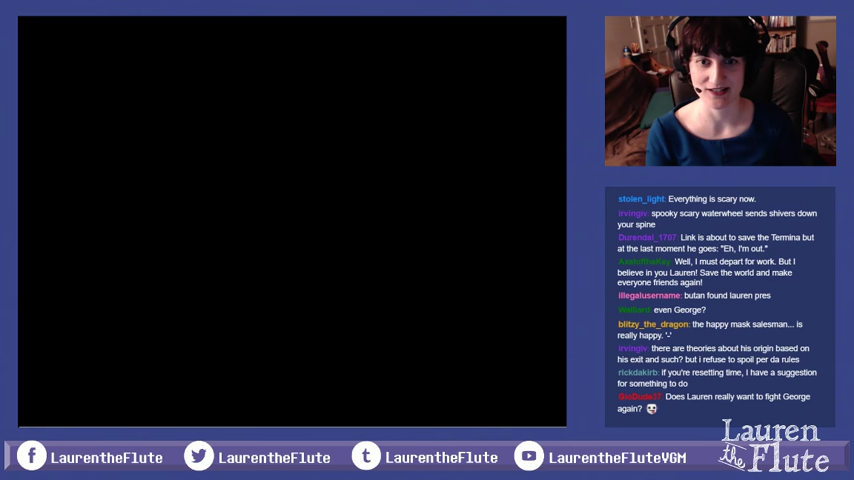 stolen_light: Everything is scary now.
irvingiv: spooky scary waterwheel sends shivers down
your spine
Durendal_1707: Link is about to save the Termina but
at the last moment he goes: "Eh, I'm out."
Well, I must depart for work. But I
believe in you Lauren! Save the world and make
everyone friends again!
illegalusername: butan found lauren pres
even George?
blitzy_the_dragon: the happy mask salesman... is
really happy. '-'
irvingiv: there are theories about his origin based on
his exit and such? but i refuse to spoil per da rules
rickdakirb: if you're resetting time, I have a suggestion
for something to do
GioDude37: Does Lauren really want to fight George
again?
LaurentheFlute
LaurentheFlute
LaurentheFlute
LaurentheFluteVGM
Lauren
the Flute